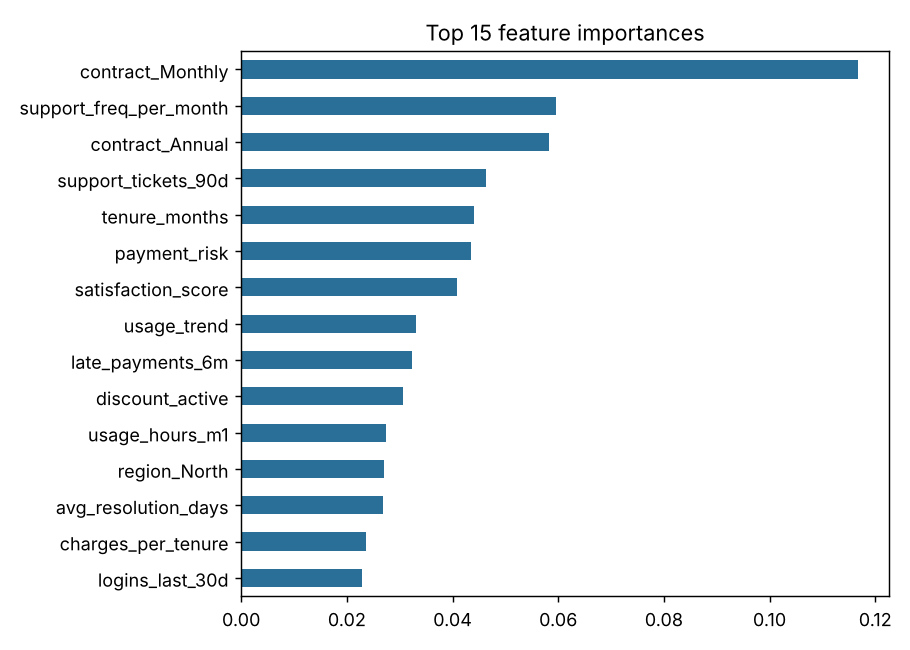 Top 15 feature importances
contract_Monthly
support_freq_per_month
contract_Annual
support_tickets_90d
tenure_months
payment_risk
satisfaction_score
usage_trend
late_payments_6m
discount_active
usage_hours_m1
region_North
avg_resolution_days
charges_per_tenure
logins_last_30d
0.00 0.02 0.04 0.06 0.08 0.10 0.12